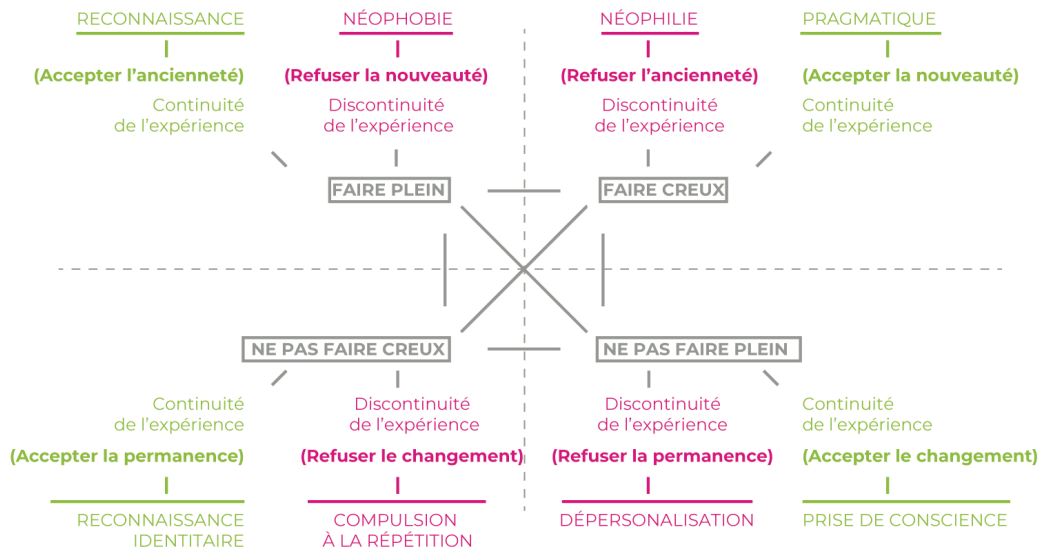 RECONNAISSANCE
NÉOPHOBIE
NÉOPHILIE
PRAGMATIQUE
(Accepter l'ancienneté)
(Refuser la nouveauté)
(Refuser l'ancienneté)
(Accepter la nouveauté)
Continuité
de l'expérience
Discontinuité
de l'expérience
Discontinuité
de l'expérience
Continuité
de l'expérience
FAIRE PLEIN
FAIRE CREUX
NE PAS FAIRE CREUX
NE PAS FAIRE PLEIN
Continuité
de l'expérience
Discontinuité
de l'expérience
Discontinuité
de l'expérience
Continuité
de l'expérience
(Accepter la permanence)
(Refuser le changement)
(Refuser la permanence)
(Accepter le changement)
RECONNAISSANCE
IDENTITAIRE
COMPULSION
À LA RÉPÉTITION
DÉPERSONALISATION
PRISE DE CONSCIENCE